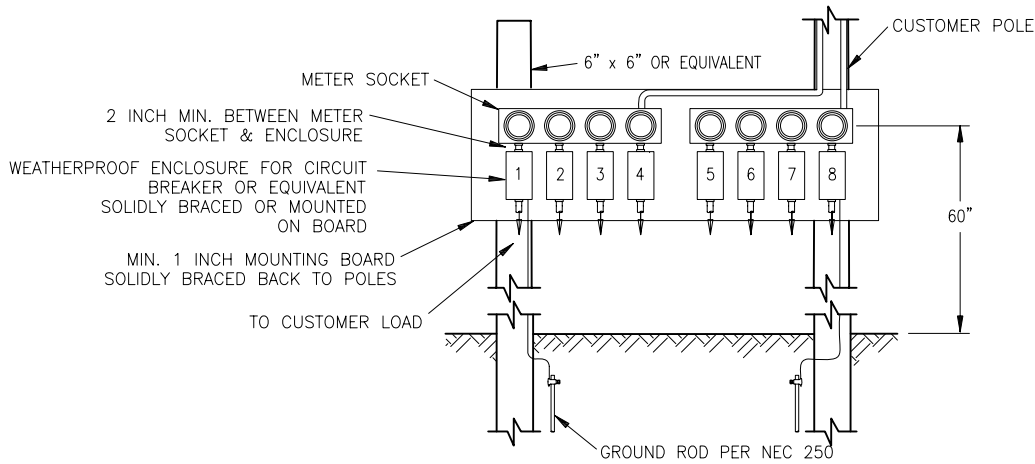 CUSTOMER POLE
6” x 6” OR EQUIVALENT
METER SOCKET
2 INCH MIN. BETWEEN METER
SOCKET & ENCLOSURE
WEATHERPROOF ENCLOSURE FOR CIRCUIT
BREAKER OR EQUIVALENT
SOLIDLY BRACED OR MOUNTED
ON BOARD
1 2 3 4 5 6 7 8
60”
MIN. 1 INCH MOUNTING BOARD
SOLIDLY BRACED BACK TO POLES
TO CUSTOMER LOAD
GROUND ROD PER NEC 250